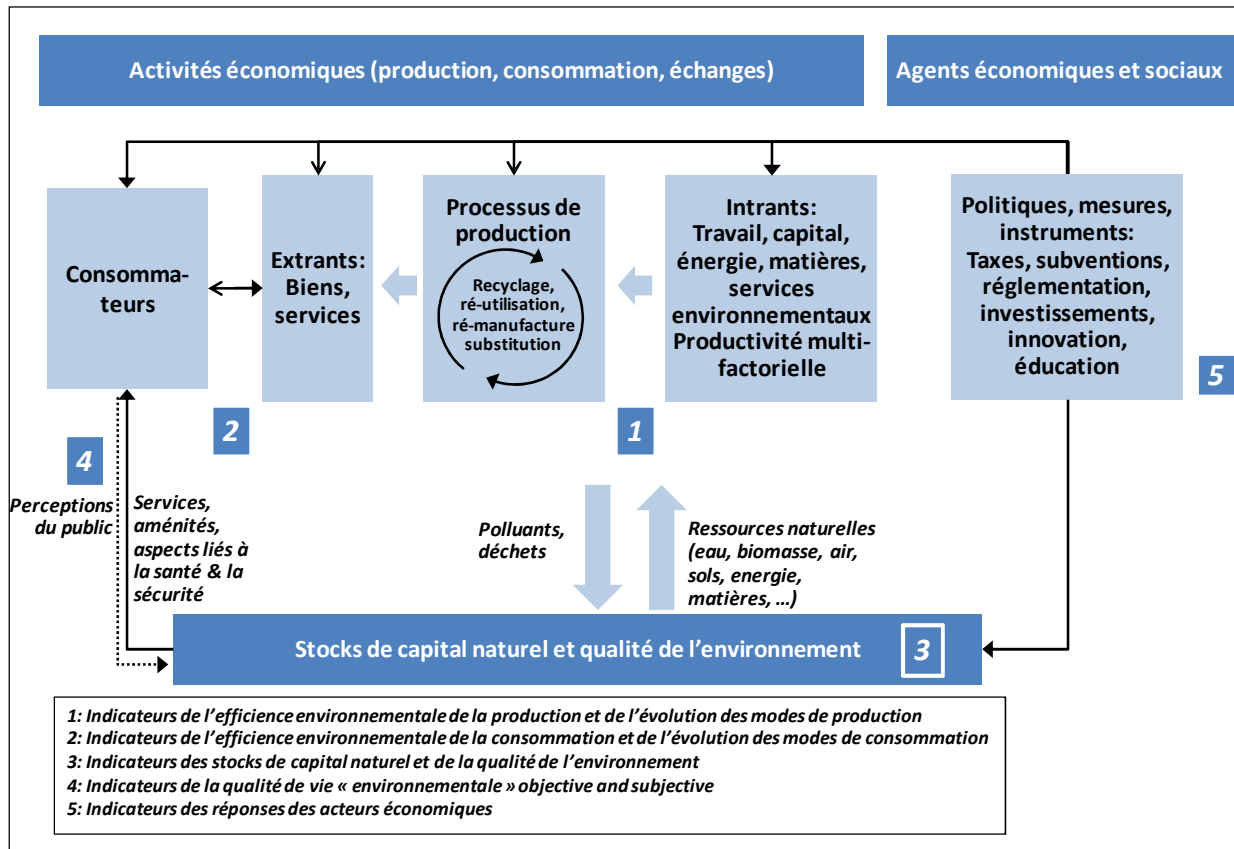 Activités économiques (production, consommation, échanges)
Agents économiques et sociaux
Consomma-
teurs
Extrants:
Biens,
services
Processus de
production
Recyclage,
ré-utilisation,
ré-manufacture
substitution
Intrants:
Travail, capital,
énergie, matières,
services
environnementaux
Productivité multi-
factorielle
Politiques, mesures,
instruments:
Taxes, subventions,
réglementation,
investissements,
innovation,
éducation
5
2
1
4
Perceptions
du public
Services,
aménités,
aspects liés à
la santé & la
sécurité
Polluants,
déchets
Ressources naturelles
(eau, biomasse, air,
sols, energie,
matières, ...)
Stocks de capital naturel et qualité de l'environnement
3
1: Indicateurs de l'efficience environnementale de la production et de l'évolution des modes de production
2: Indicateurs de l'efficience environnementale de la consommation et de l'évolution des modes de consommation
3: Indicateurs des stocks de capital naturel et de la qualité de l'environnement
4: Indicateurs de la qualité de vie « environnementale » objective and subjective
5: Indicateurs des réponses des acteurs économiques